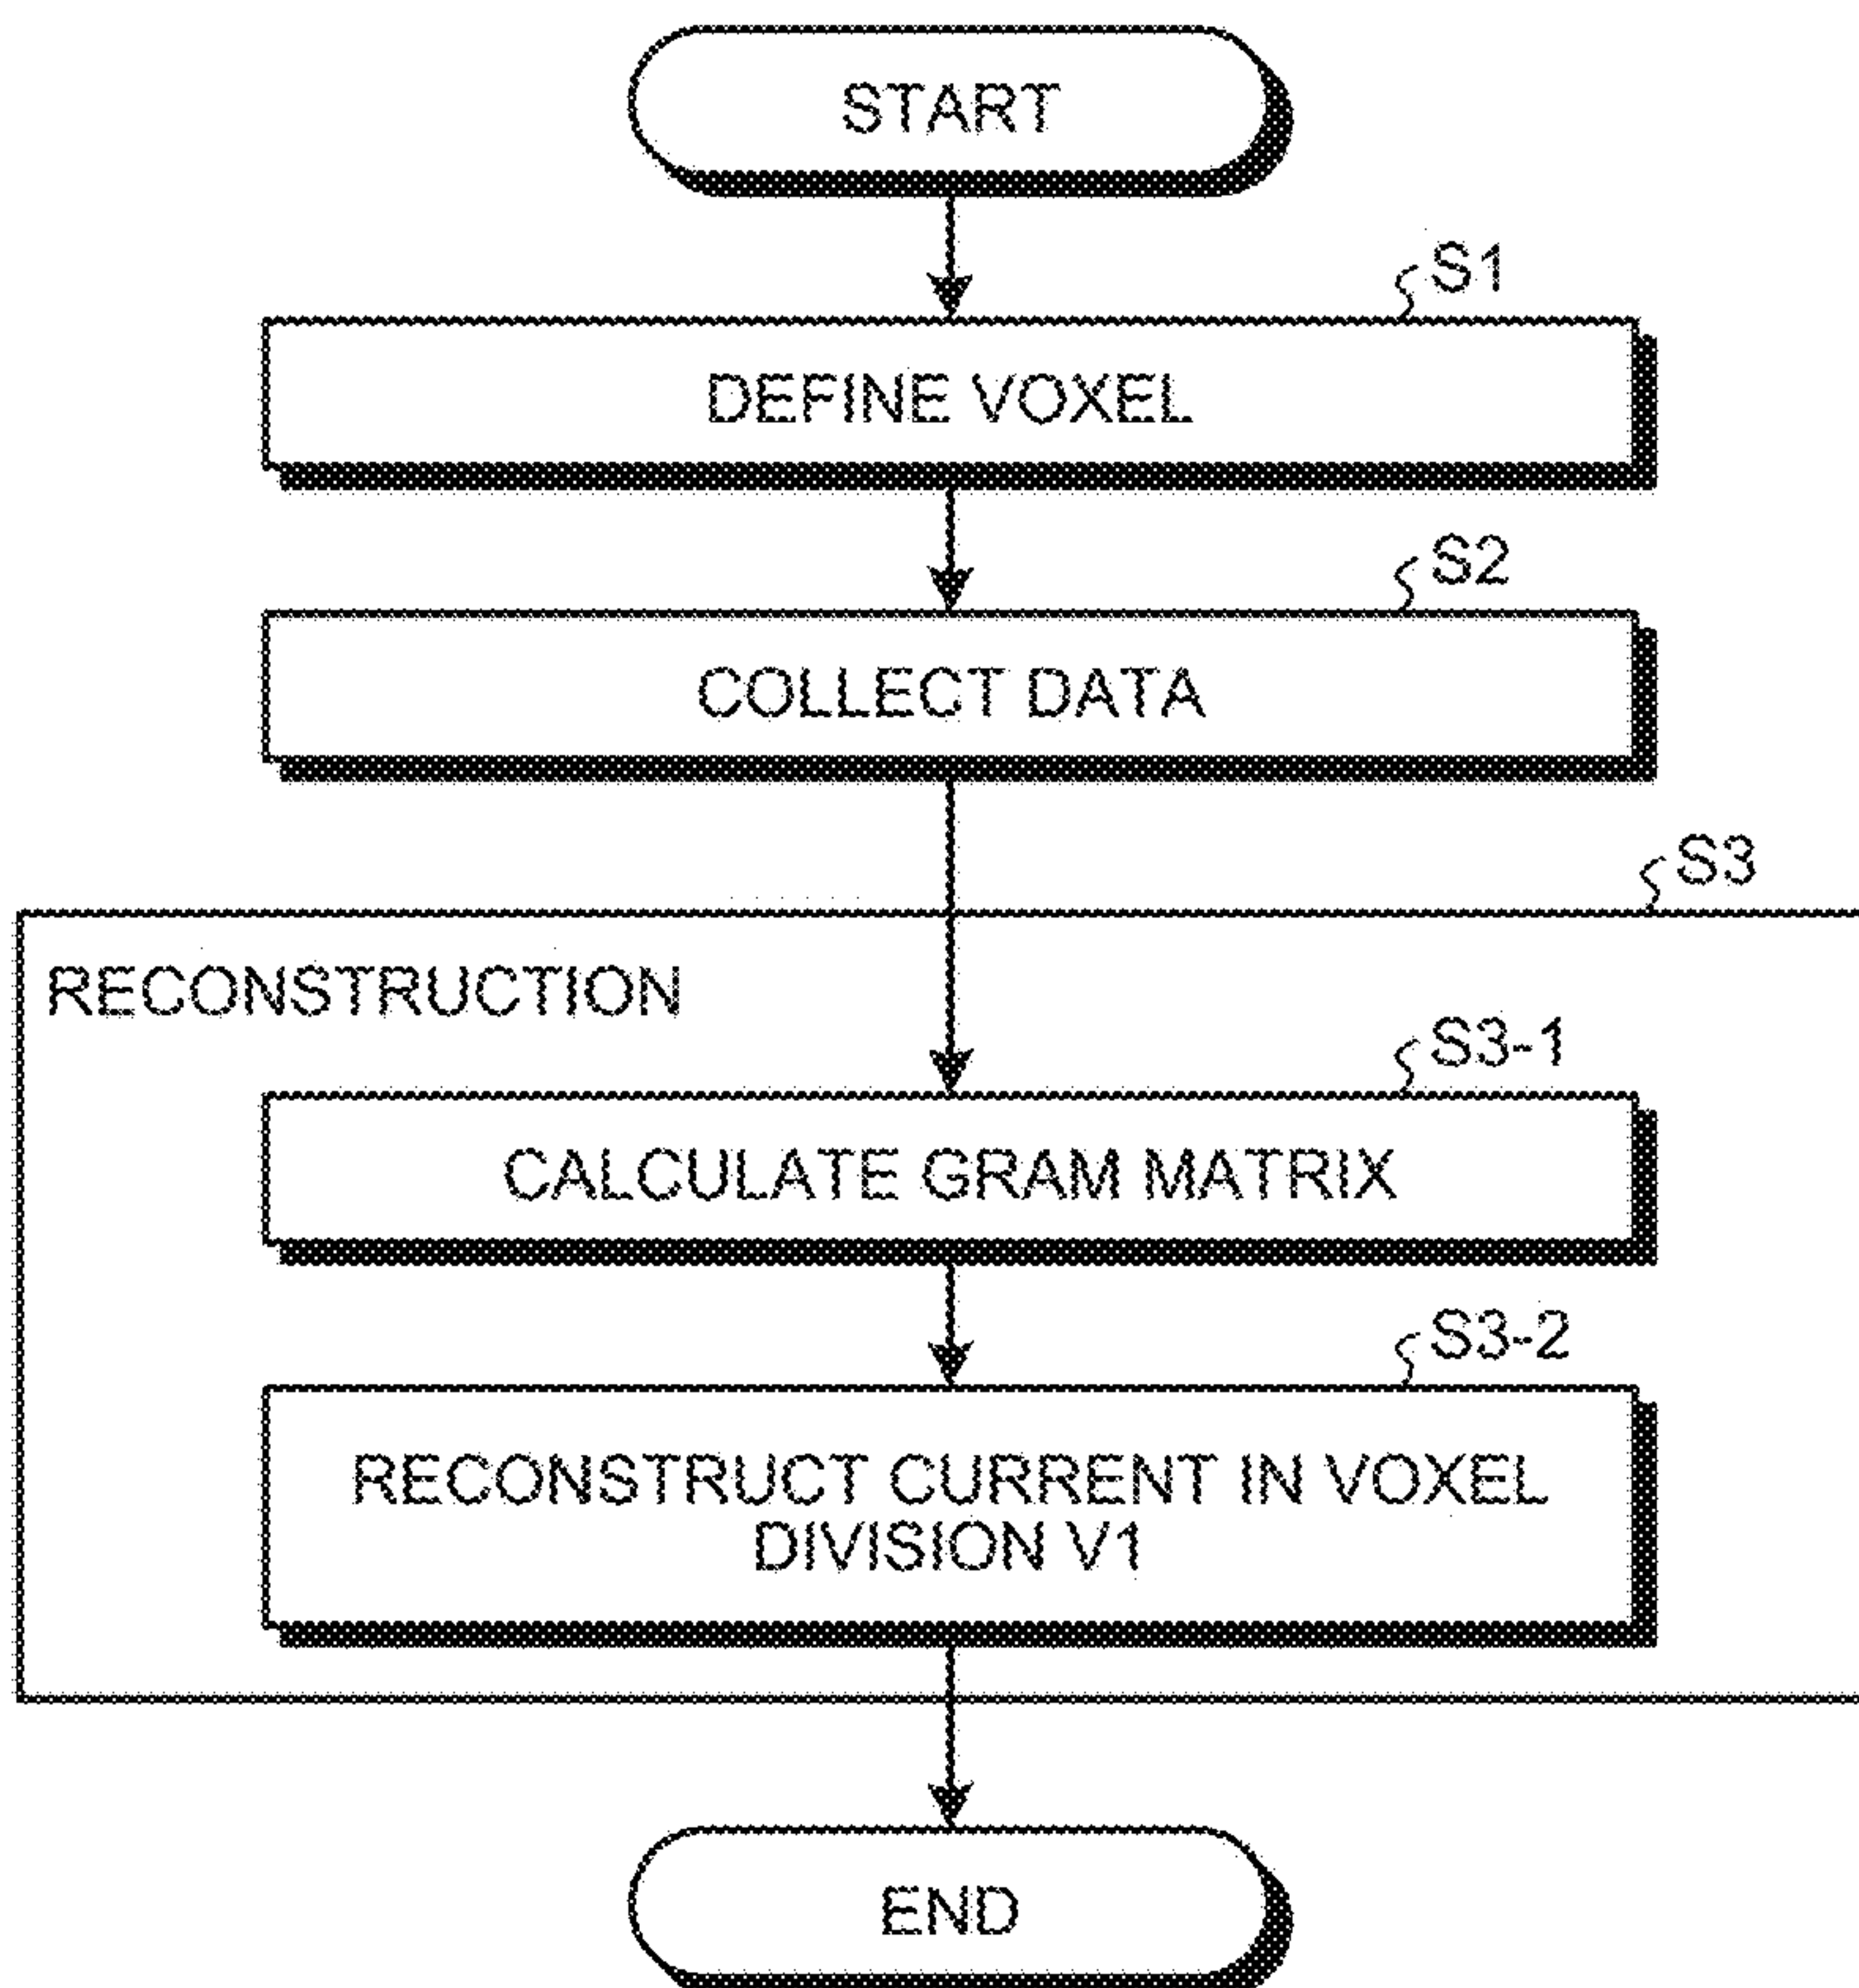 START
S1
DEFINE VOXEL
S2
COLLECT DATA
S3
RECONSTRUCTION
S3-1
CALCULATE GRAM MATRIX
S3-2
RECONSTRUCT CURRENT IN VOXEL
DIVISION V1
END